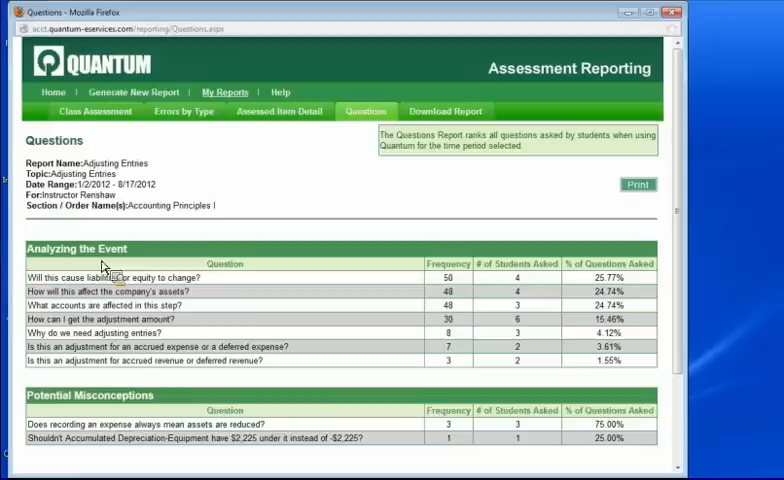 Questions - Mozilla Firefox
acct.quantum-eservices.com/reporting/Questions.aspx
QUANTUM
Assessment Reporting
Home | Generate New Report | My Reports | Help
Class Assessment Errors by Type Assessed Item Detail Questions Download Report
Questions
The Questions Report ranks all questions asked by students when using
Quantum for the time period selected.
Report Name:Adjusting Entries
Topic:Adjusting Entries
Date Range:1/2/2012 - 8/17/2012
For:Instructor Renshaw
Section / Order Name(s):Accounting Principles I
Print
Analyzing the Event
Question Frequency # of Students Asked % of Questions Asked
Will this cause or equity to change? 50 4 25.77%
How will this affect the company's assets? 48 4 24.74%
What accounts are affected in this step? 48 3 24.74%
How can I get the adjustment amount? 30 6 15.46%
Why do we need adjusting entries? 8 3 4.12%
Is this an adjustment for an accrued expense or a deferred expense? 7 2 3.61%
Is this an adjustment for accrued revenue or deferred revenue? 3 2 1.55%
Potential Misconceptions
Question Frequency # of Students Asked % of Questions Asked
Does recording an expense always mean assets are reduced? 3 3 75.00%
Shouldn't Accumulated Depreciation-Equipment have $2,225 under it instead of -$2,225? 1 1 25.00%